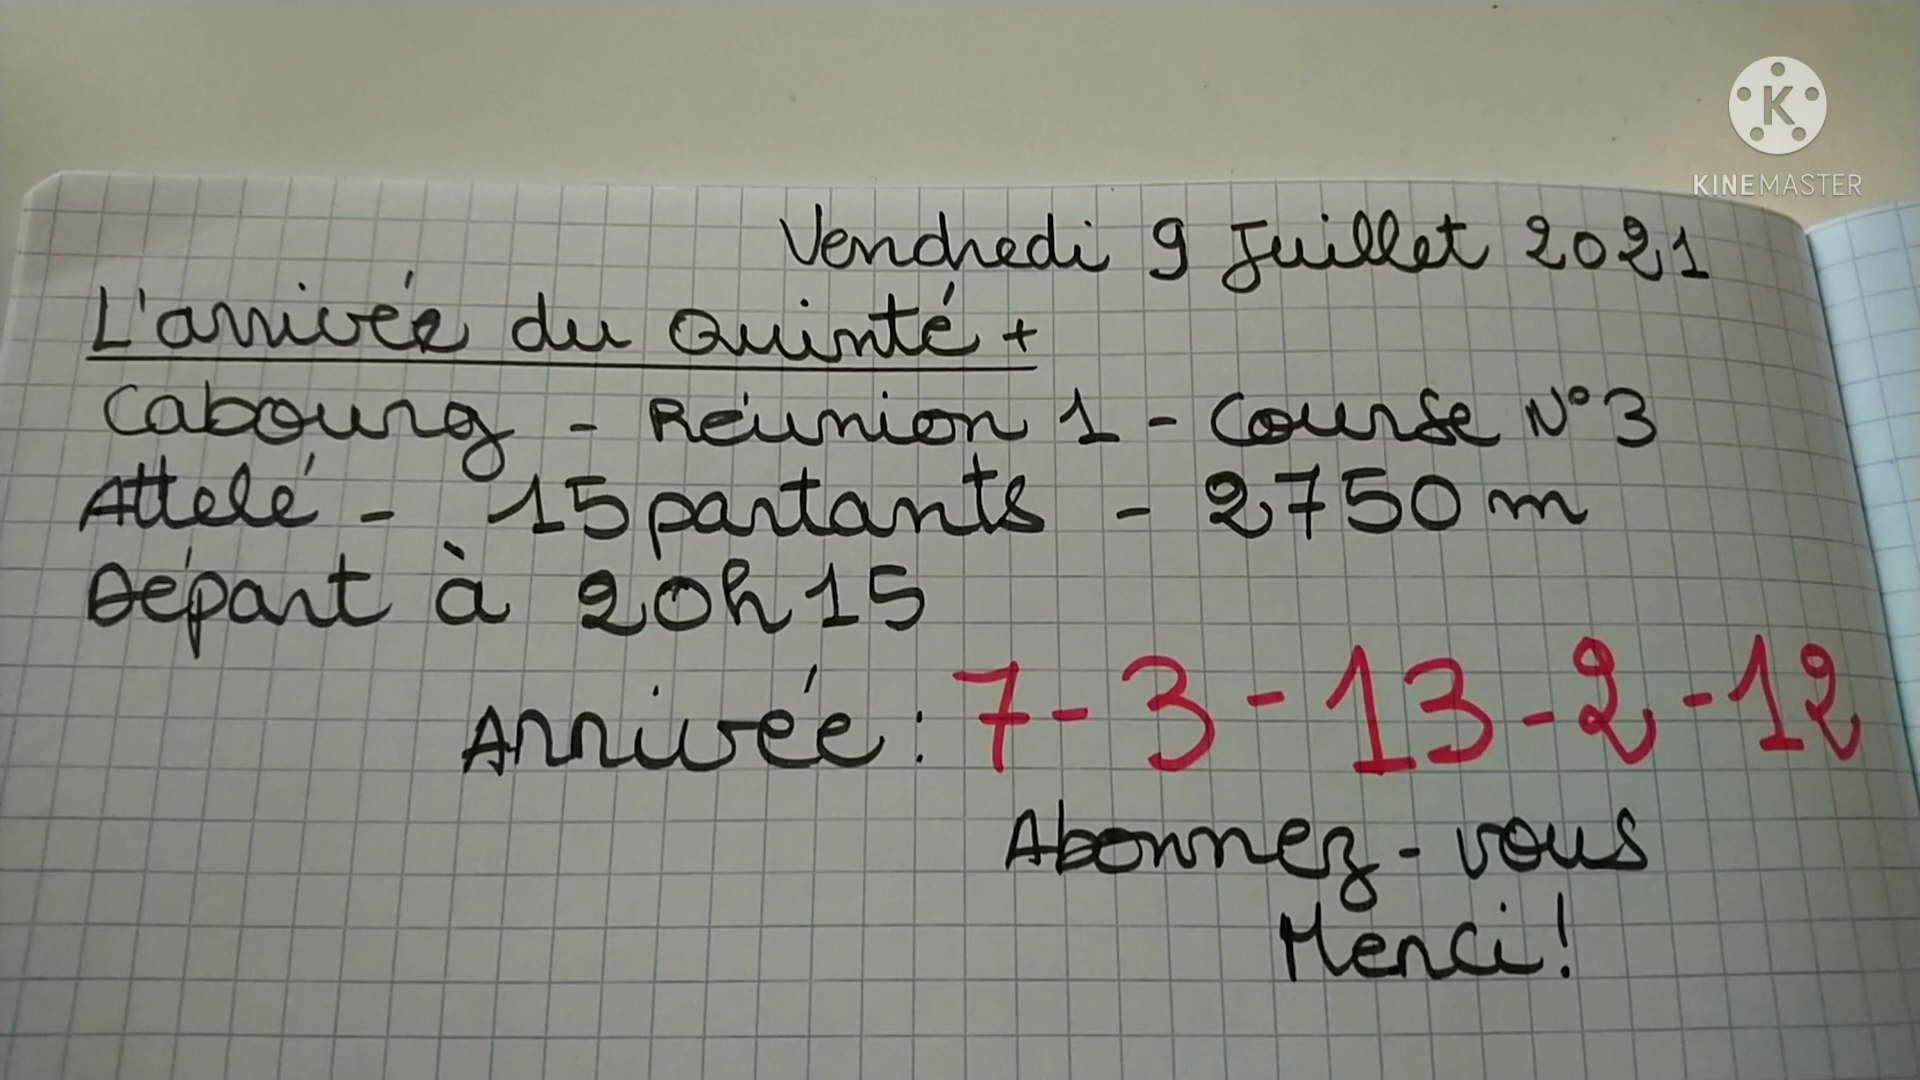 K
KINEMASTER
Vendredi 9 Juillet 2021
L'arrivée du Quinté +
Cabourg - Réunion 1 - Course N° 3
Attelé - 15 partants - 2750 m
Départ à 20h15
Arrivée : 7 - 3 - 13 - 2 - 12
Abonnez-vous
Merci !